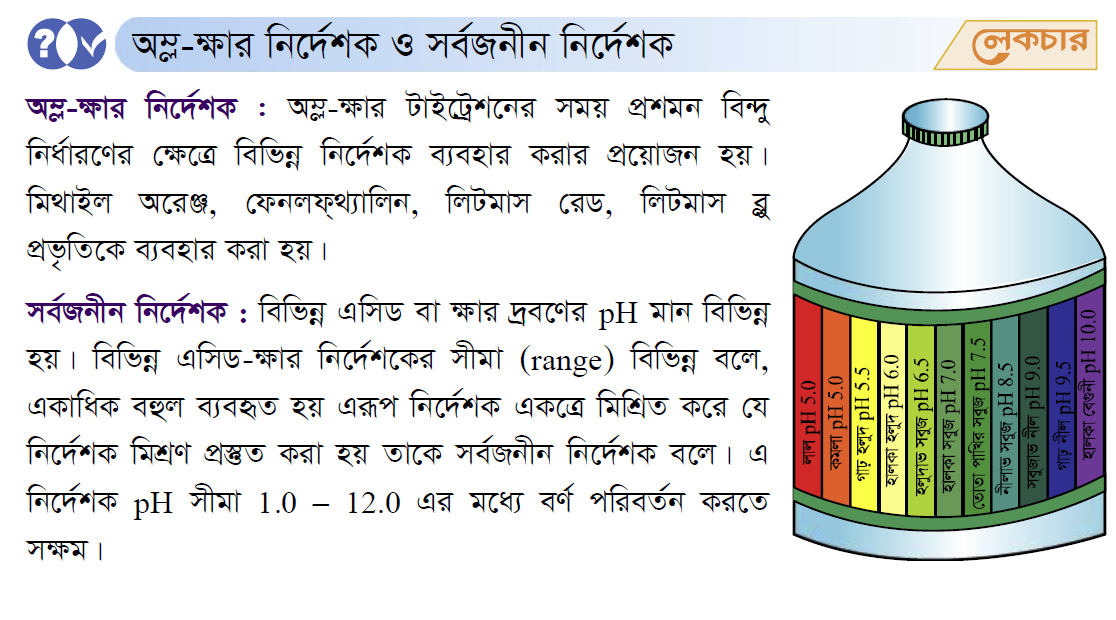 অম্ল-ক্ষার নির্দেশক ও সর্বজনীন নির্দেশক
লেকচার
অম্ল-ক্ষার নির্দেশক : অম্ল-ক্ষার টাইট্রেশনের সময় প্রশমন বিন্দু
নির্ধারণের ক্ষেত্রে বিভিন্ন নির্দেশক ব্যবহার করার প্রয়োজন হয়।
মিথাইল অরেঞ্জ, ফেনলফ্থ্যালিন, লিটমাস রেড, লিটমাস ব্লু
প্রভৃতিকে ব্যবহার করা হয়।
সর্বজনীন নির্দেশক : বিভিন্ন এসিড বা ক্ষার দ্রবণের pH মান বিভিন্ন
হয়। বিভিন্ন এসিড-ক্ষার নির্দেশকের সীমা (range) বিভিন্ন বলে,
একাধিক বহুল ব্যবহৃত হয় এরূপ নির্দেশক একত্রে মিশ্রিত করে যে
নির্দেশক মিশ্রণ প্রস্তুত করা হয় তাকে সর্বজনীন নির্দেশক বলে। এ
নির্দেশক pH সীমা 1.0 – 12.0 এর মধ্যে বর্ণ পরিবর্তন করতে
সক্ষম।
লাল pH 5.0
কমলা pH 5.0
গাঢ় হলুদ pH 5.5
হালকা হলুদ pH 6.0
হলুদাভ সবুজ pH 6.5
হালকা সবুজ pH 7.0
তোতা পাখির সবুজ pH 7.5
নীলাভ সবুজ pH 8.5
সবুজাভ নীল pH 9.0
গাঢ় নীল pH 9.5
হালকা বেগুনী pH 10.0